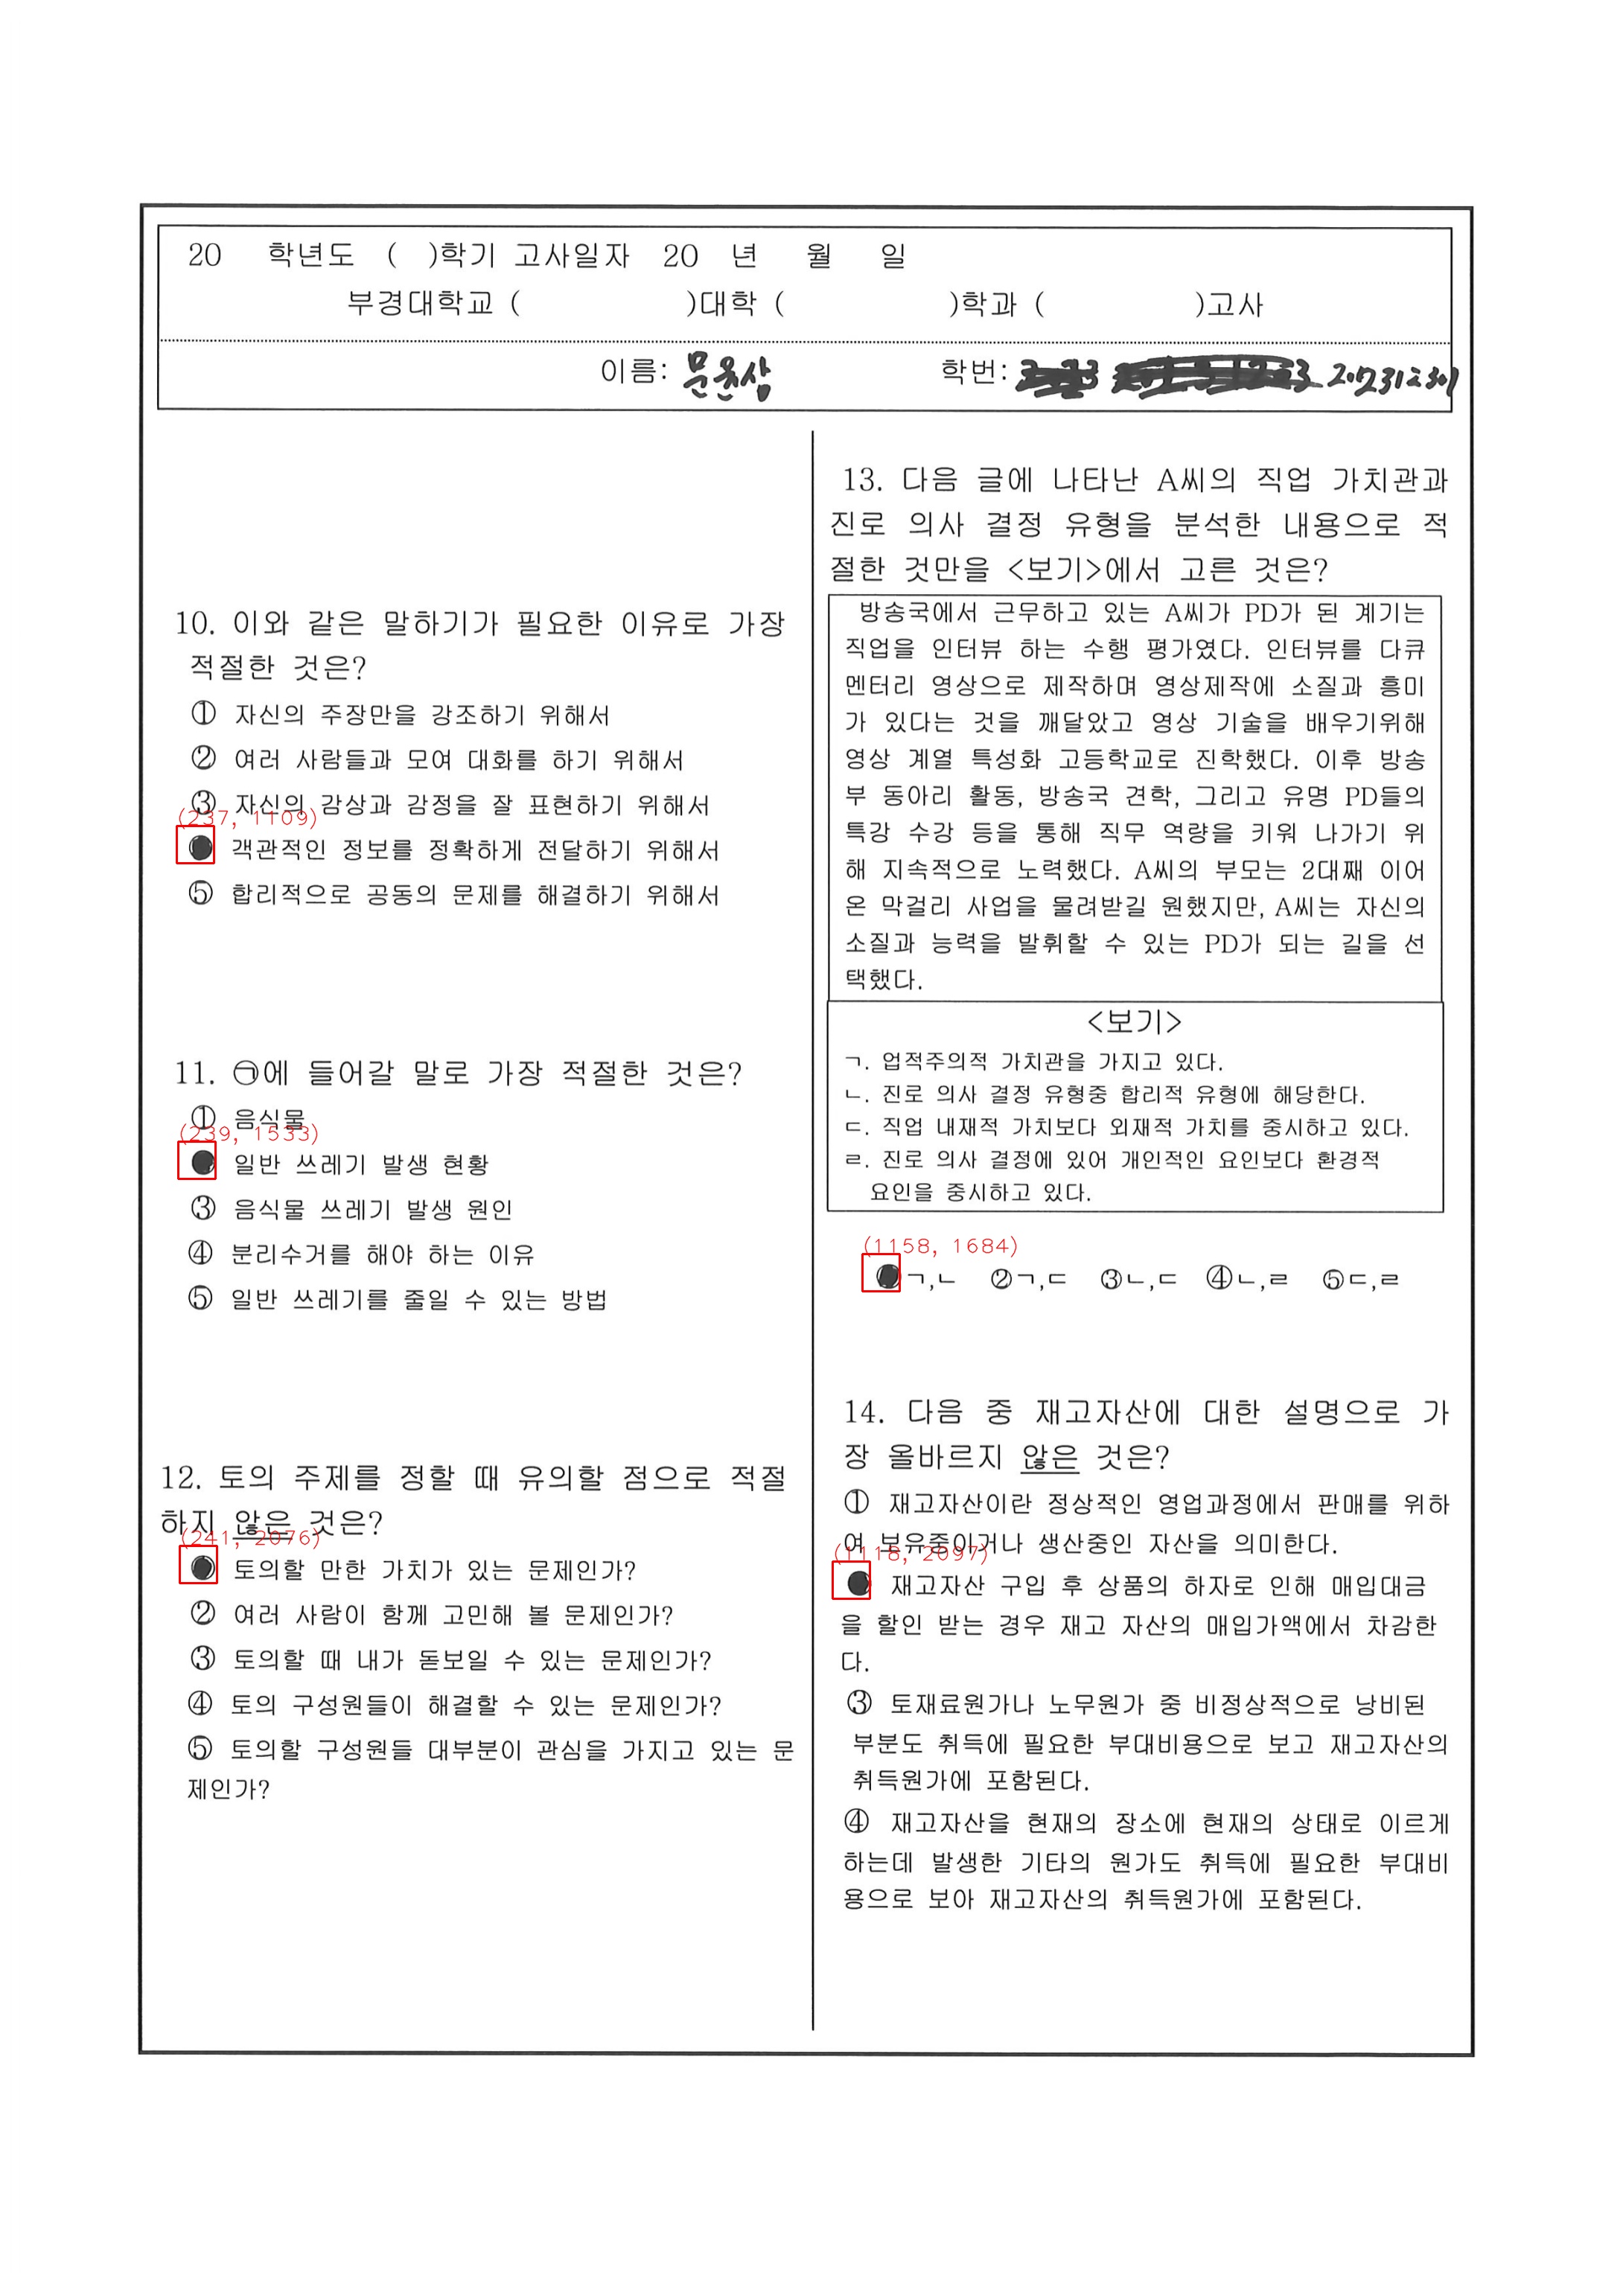 20 학년도 ( )학기 고사일자 20 년 월 일
부경대학교 ( )대학 ( )학과 ( )고사
이름: 문윤삼 학번:
10. 이와 같은 말하기가 필요한 이유로 가장
적절한 것은?
① 자신의 주장만을 강조하기 위해서
② 여러 사람들과 모여 대화를 하기 위해서
③ 자신의 감상과 감정을 잘 표현하기 위해서
(237, 1109)
객관적인 정보를 정확하게 전달하기 위해서
⑤ 합리적으로 공동의 문제를 해결하기 위해서
11. ㉠에 들어갈 말로 가장 적절한 것은?
① 음식물
(239, 1533)
일반 쓰레기 발생 현황
③ 음식물 쓰레기 발생 원인
④ 분리수거를 해야 하는 이유
⑤ 일반 쓰레기를 줄일 수 있는 방법
12. 토의 주제를 정할 때 유의할 점으로 적절
하지 않은 것은?
(241, 2076)
토의할 만한 가치가 있는 문제인가?
② 여러 사람이 함께 고민해 볼 문제인가?
③ 토의할 때 내가 돋보일 수 있는 문제인가?
④ 토의 구성원들이 해결할 수 있는 문제인가?
⑤ 토의할 구성원들 대부분이 관심을 가지고 있는 문
제인가?
13. 다음 글에 나타난 A씨의 직업 가치관과
진로 의사 결정 유형을 분석한 내용으로 적
절한 것만을 <보기>에서 고른 것은?
방송국에서 근무하고 있는 A씨가 PD가 된 계기는
직업을 인터뷰 하는 수행 평가였다. 인터뷰를 다큐
멘터리 영상으로 제작하며 영상제작에 소질과 흥미
가 있다는 것을 깨달았고 영상 기술을 배우기위해
영상 계열 특성화 고등학교로 진학했다. 이후 방송
부 동아리 활동, 방송국 견학, 그리고 유명 PD들의
특강 수강 등을 통해 직무 역량을 키워 나가기 위
해 지속적으로 노력했다. A씨의 부모는 2대째 이어
온 막걸리 사업을 물려받길 원했지만, A씨는 자신의
소질과 능력을 발휘할 수 있는 PD가 되는 길을 선
택했다.
<보기>
ㄱ. 업적주의적 가치관을 가지고 있다.
ㄴ. 진로 의사 결정 유형중 합리적 유형에 해당한다.
ㄷ. 직업 내재적 가치보다 외재적 가치를 중시하고 있다.
ㄹ. 진로 의사 결정에 있어 개인적인 요인보다 환경적
요인을 중시하고 있다.
(1158, 1684)
ㄱ,ㄴ ②ㄱ,ㄷ ③ㄴ,ㄷ ④ㄴ,ㄹ ⑤ㄷ,ㄹ
14. 다음 중 재고자산에 대한 설명으로 가
장 올바르지 않은 것은?
① 재고자산이란 정상적인 영업과정에서 판매를 위하
여 보유중이거나 생산중인 자산을 의미한다.
(1118, 2097)
재고자산 구입 후 상품의 하자로 인해 매입대금
을 할인 받는 경우 재고 자산의 매입가액에서 차감한
다.
③ 토재료원가나 노무원가 중 비정상적으로 낭비된
부분도 취득에 필요한 부대비용으로 보고 재고자산의
취득원가에 포함된다.
④ 재고자산을 현재의 장소에 현재의 상태로 이르게
하는데 발생한 기타의 원가도 취득에 필요한 부대비
용으로 보아 재고자산의 취득원가에 포함된다.